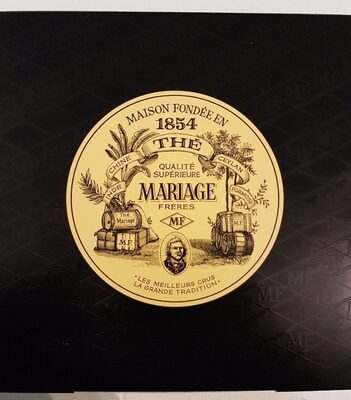 MAISON FONDÉE EN
1854
THÉ
INDE CHINE CEYLAN FORMOSE
QUALITÉ
SUPÉRIEURE
MARIAGE
FRÈRES
MF
Thé
Mariage
M.F
M.F
"LES MEILLEURS CRUS
LA GRANDE TRADITION"